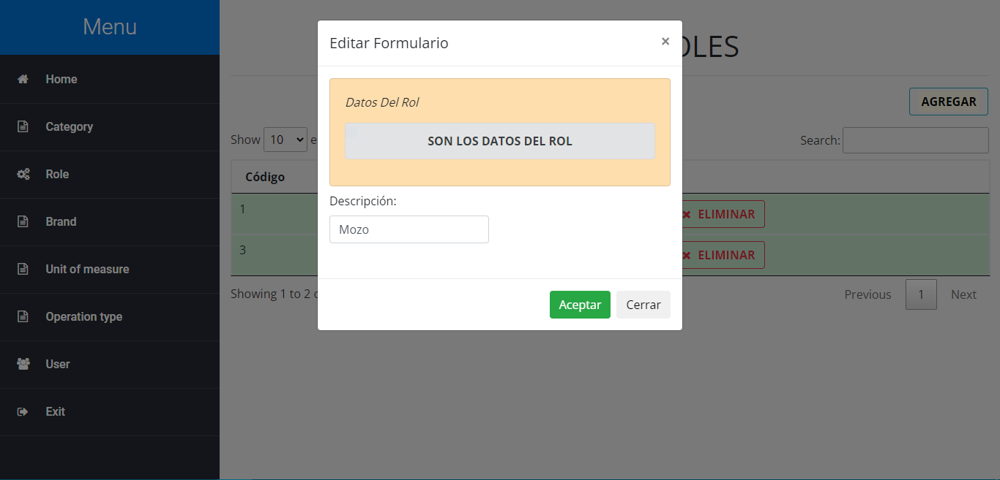 Menu
Home
Category
Role
Brand
Unit of measure
Operation type
User
Exit
Editar Formulario
×
Datos Del Rol
SON LOS DATOS DEL ROL
Descripción:
Mozo
Aceptar Cerrar
OLES
AGREGAR
Show 10 e
Search:
Código
1 ELIMINAR
3 ELIMINAR
Showing 1 to 2
Previous 1 Next